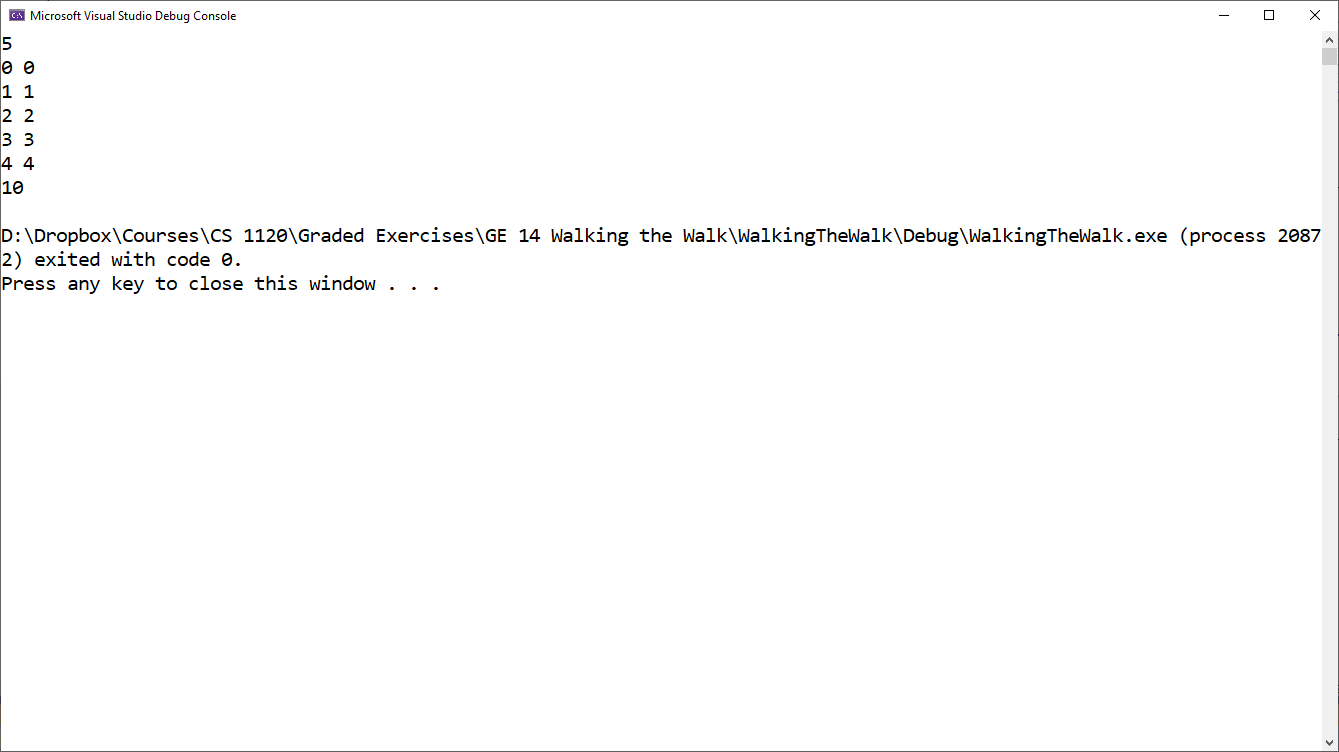 Microsoft Visual Studio Debug Console
5
0 0
1 1
2 2
3 3
4 4
10
D:\Dropbox\Courses\CS 1120\Graded Exercises\GE 14 Walking the Walk\WalkingTheWalk\Debug\WalkingTheWalk.exe (process 2087
2) exited with code 0.
Press any key to close this window . . .